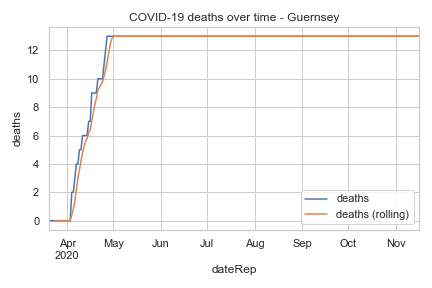 COVID-19 deaths over time - Guernsey
deaths
12
10
8
6
4
2
0
deaths
deaths (rolling)
Apr May Jun Jul Aug Sep Oct Nov
2020
dateRep